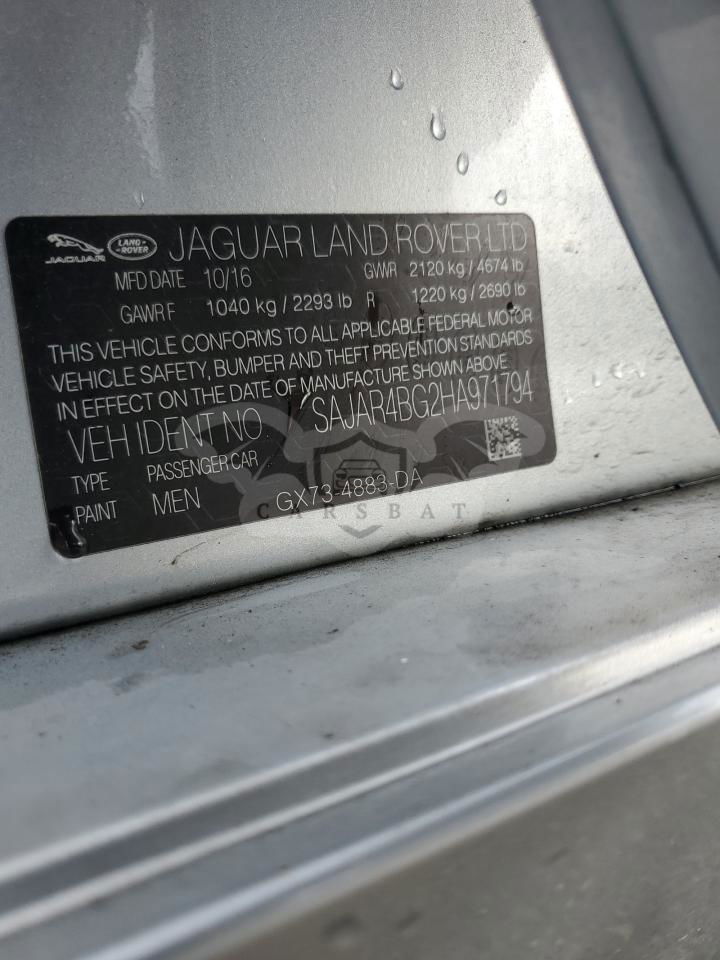 JAGUAR LAND-ROVER JAGUAR LAND ROVER LTD
MFD DATE 10/16 GWWR 2120 kg / 4674 lb
GAWR F 1040 kg / 2293 lb R 1220 kg / 2690 lb
THIS VEHICLE CONFORMS TO ALL APPLICABLE FEDERAL MOTOR
VEHICLE SAFETY, BUMPER AND THEFT PREVENTION STANDARDS
IN EFFECT ON THE DATE OF MANUFACTURE SHOWN ABOVE
VEH IDENT NO SAJAR4BG2HA971794
TYPE PASSENGER CAR
PAINT MEN GX73-4883-DA
CARSBAT